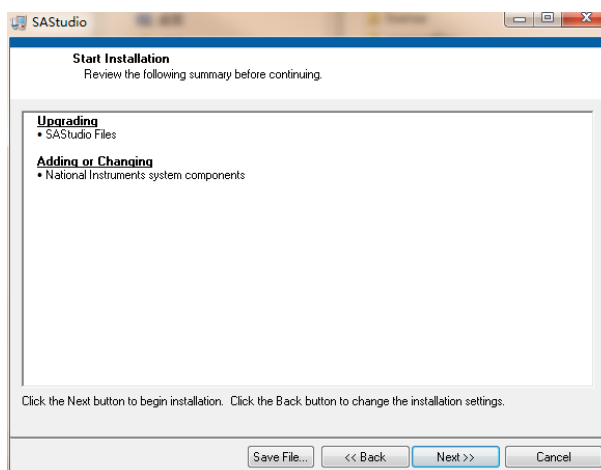 SAStudio
Start Installation
Review the following summary before continuing.
Upgrading
• SAStudio Files
Adding or Changing
• National Instruments system components
Click the Next button to begin installation. Click the Back button to change the installation settings.
Save File... << Back Next >> Cancel